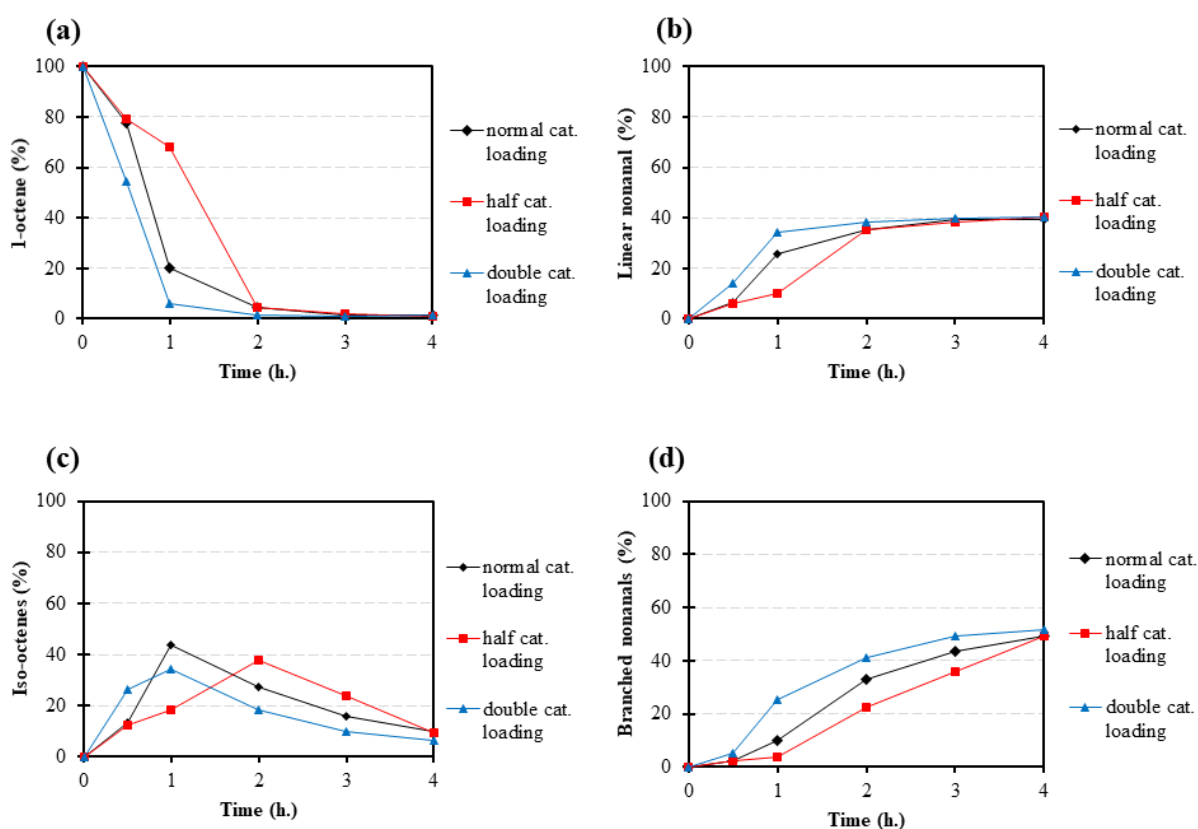 (a)
100
80
60
40
20
0
1-octene (%)
0 1 2 3 4
Time (h.)
normal cat.
loading
half cat.
loading
double cat.
loading
(b)
100
80
60
40
20
0
Linear nonanal (%)
0 1 2 3 4
Time (h.)
normal cat.
loading
half cat.
loading
double cat.
loading
(c)
100
80
60
40
20
0
Iso-octenes (%)
0 1 2 3 4
Time (h.)
normal cat.
loading
half cat.
loading
double cat.
loading
(d)
100
80
60
40
20
0
Branched nonanals (%)
0 1 2 3 4
Time (h.)
normal cat.
loading
half cat.
loading
double cat.
loading